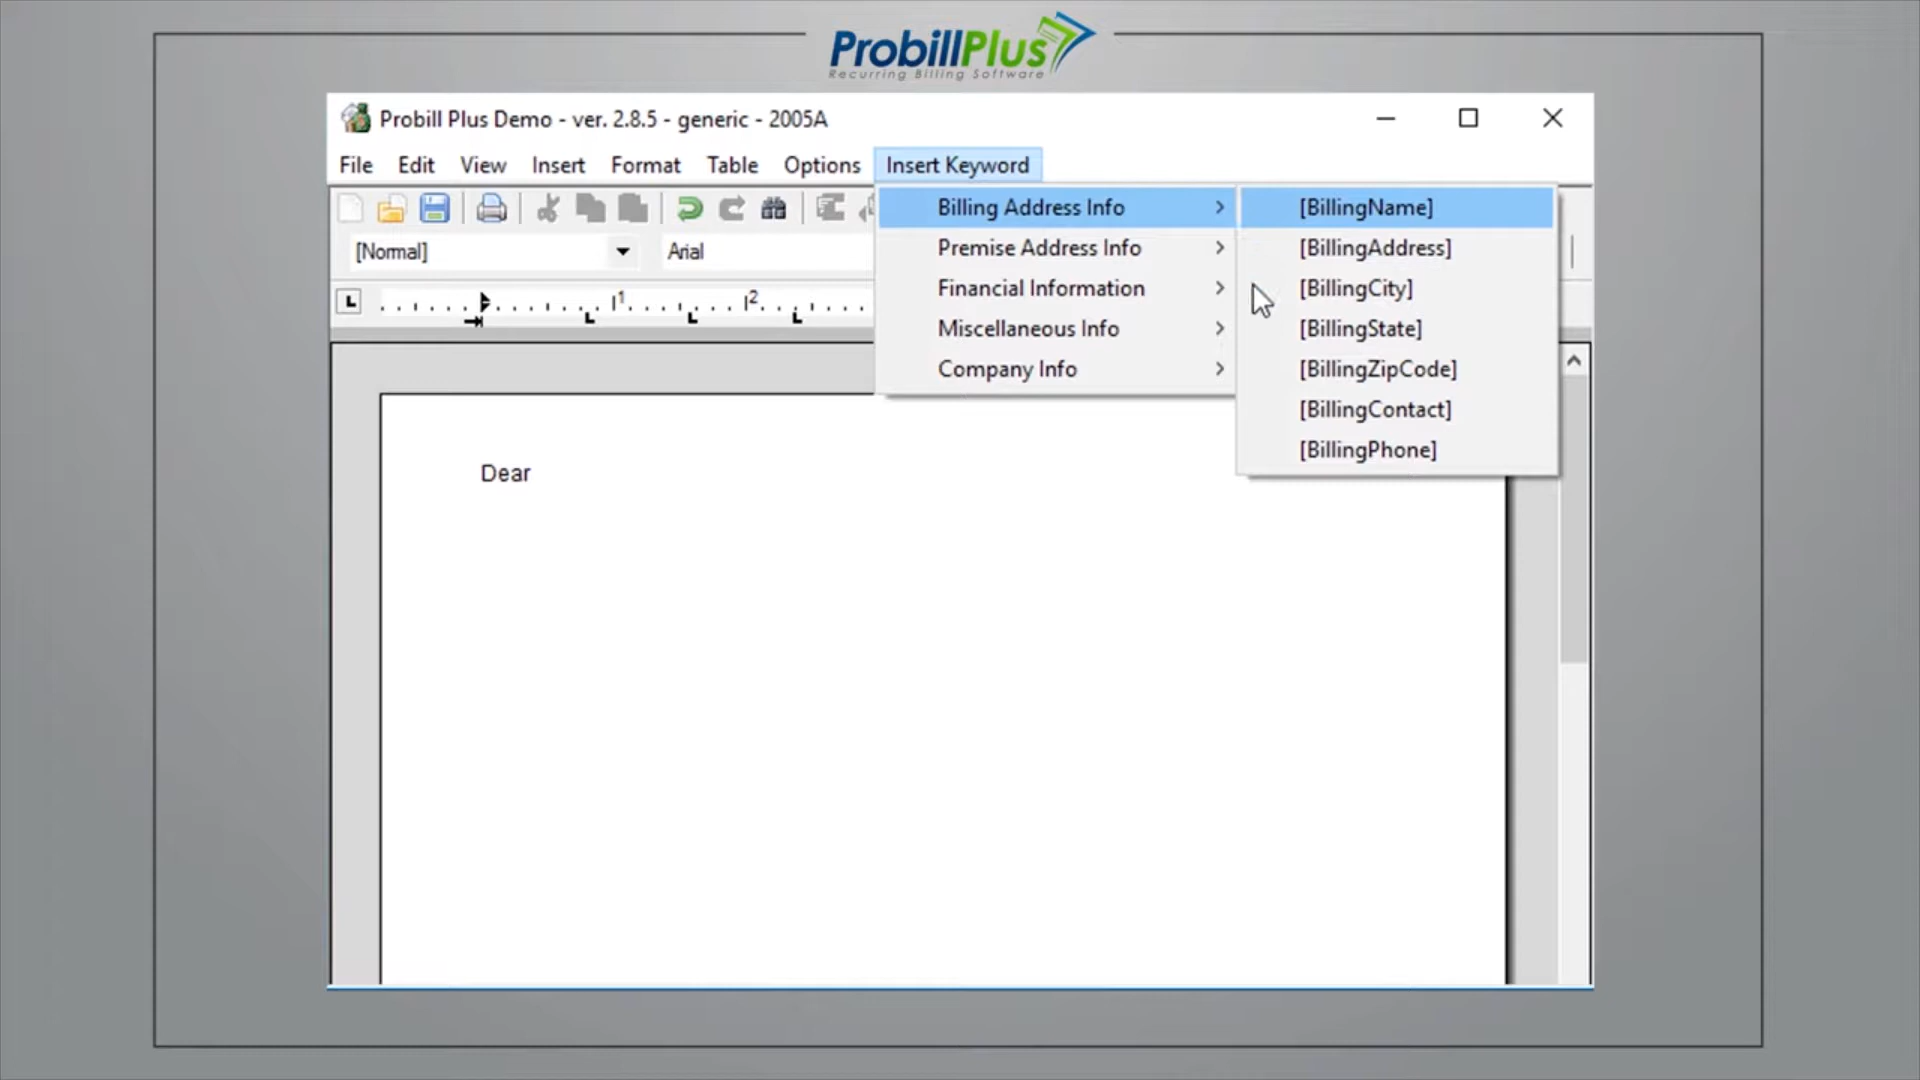 ProbillPlus
Recurring Billing Software
Probill Plus Demo - ver. 2.8.5 - generic - 2005A
File Edit View Insert Format Table Options Insert Keyword
Billing Address Info
Premise Address Info
Financial Information
Miscellaneous Info
Company Info
[BillingName]
[BillingAddress]
[BillingCity]
[BillingState]
[BillingZipCode]
[BillingContact]
[BillingPhone]
[Normal] Arial
1 2
Dear